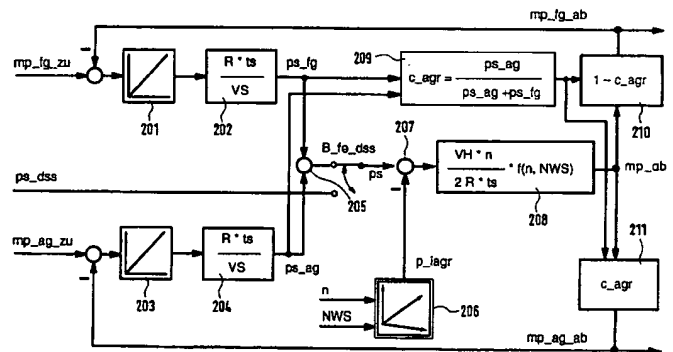 mp_fg_ab
mp_fg_zu
R * ts
VS
ps_fg
201
202
209
c_agr = ps_ag
ps_ag +ps_fg
1 - c_agr
210
B_fe_dss
207
205
ps
VH * n
2 R * ts
* f(n, NWS)
208
mp_ab
ps_dss
mp_ag_zu
R * ts
VS
ps_ag
203
204
p_iagr
n
NWS
206
211
c_agr
mp_ag_ab